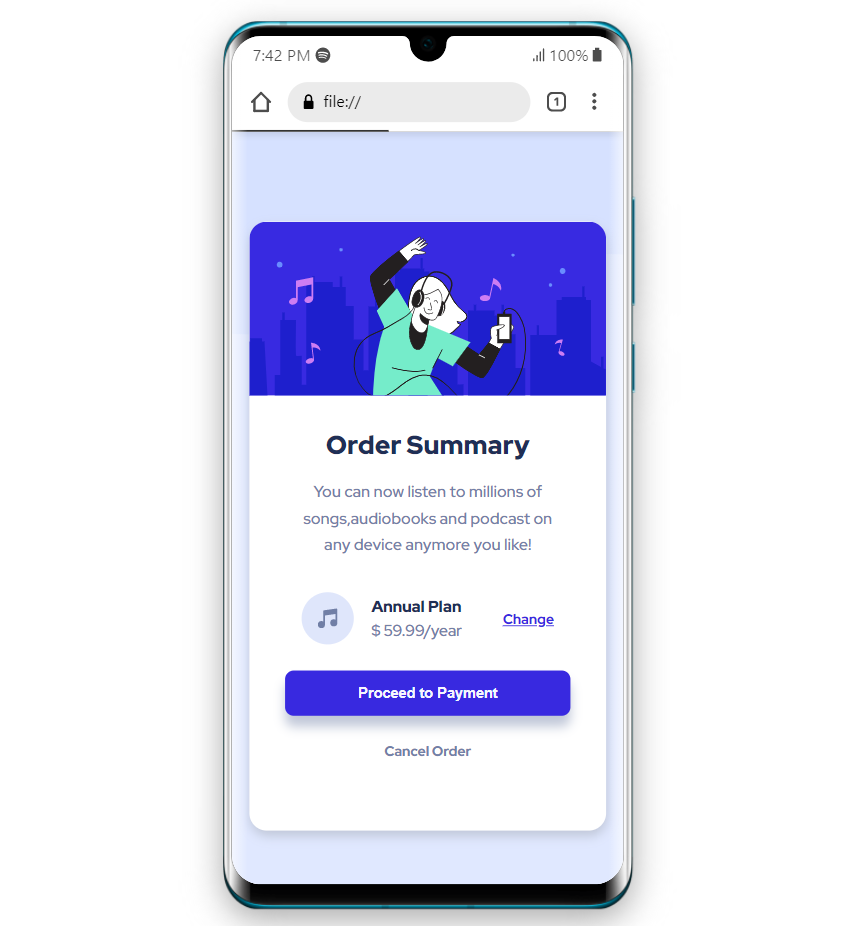 7:42 PM
100%
file://
1
Order Summary
You can now listen to millions of
songs,audiobooks and podcast on
any device anymore you like!
Annual Plan
$ 59.99/year
Change
Proceed to Payment
Cancel Order